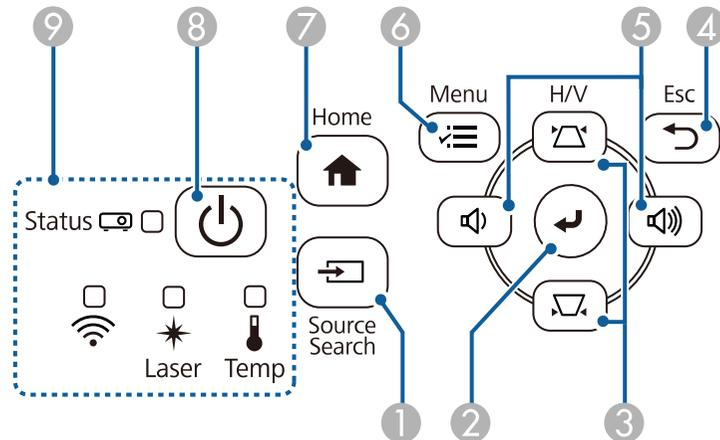 9 8 7 6 5 4
Menu H/V Esc
Home
Status
Source
Search
Laser Temp
1 2 3